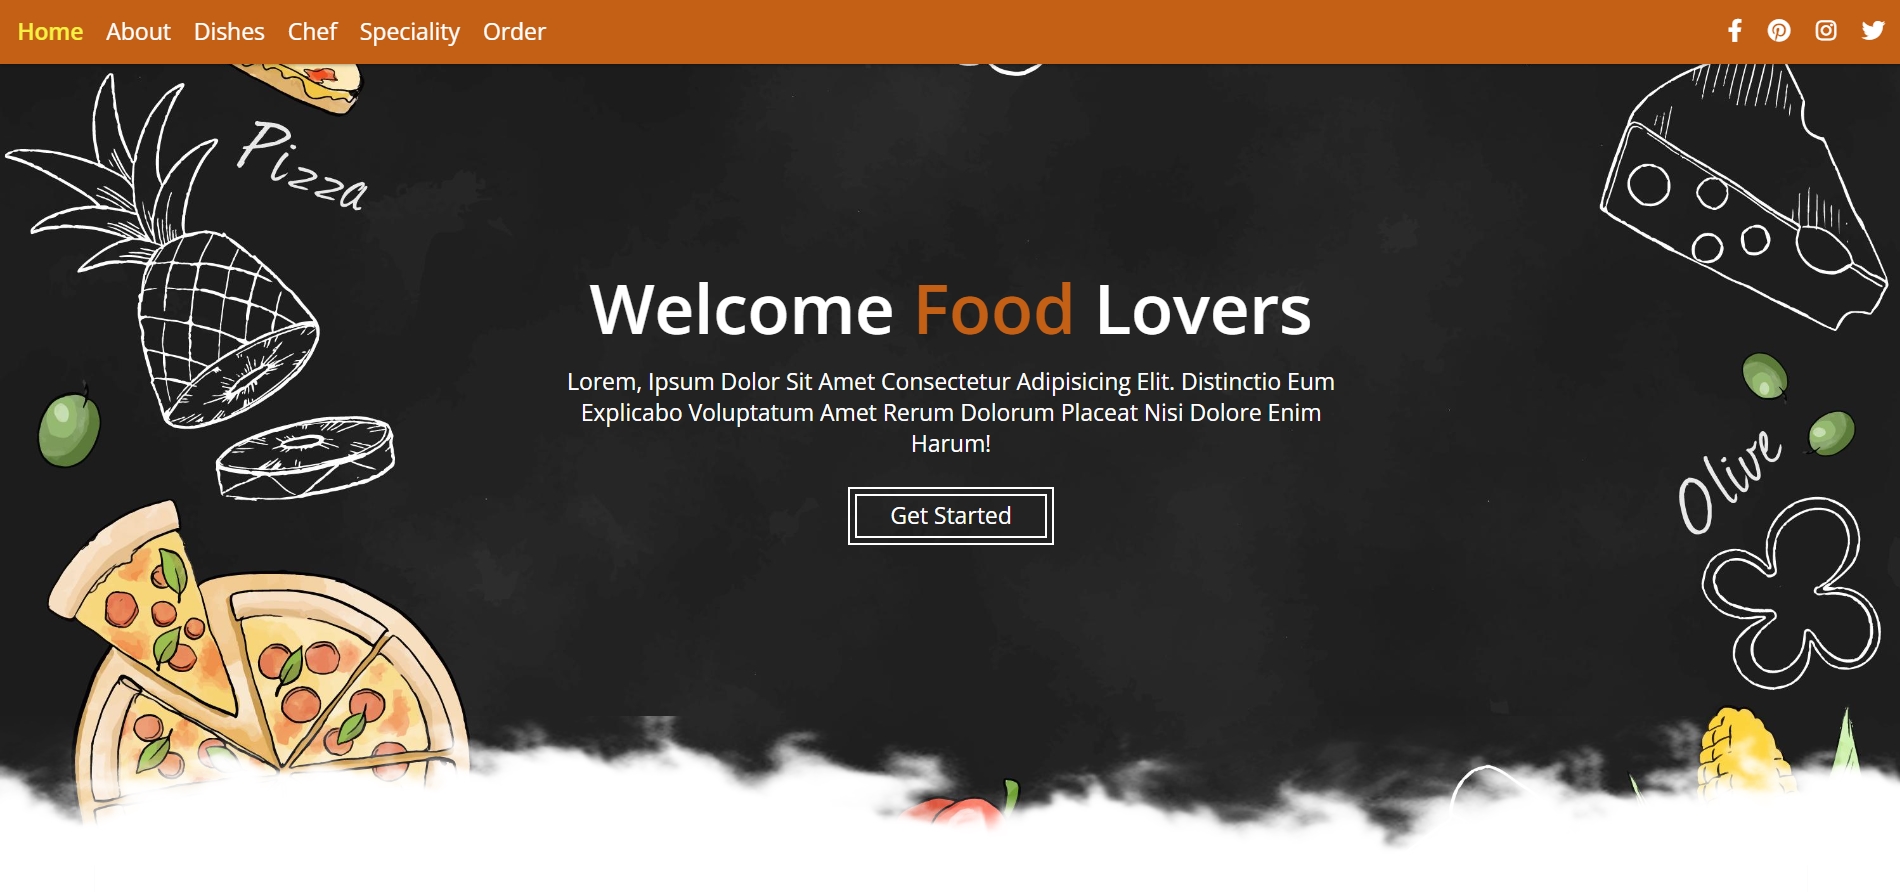 Home About Dishes Chef Speciality Order
Pizza
Welcome Food Lovers
Lorem, Ipsum Dolor Sit Amet Consectetur Adipisicing Elit. Distinctio Eum
Explicabo Voluptatum Amet Rerum Dolorum Placeat Nisi Dolore Enim
Harum!
Olive
Get Started